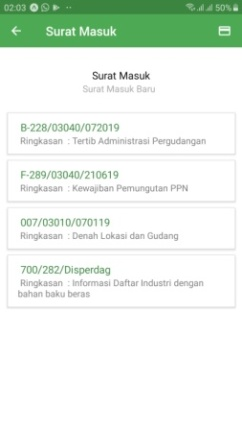 02:03 50%
Surat Masuk
Surat Masuk
Surat Masuk Baru
B-228/03040/072019
Ringkasan : Tertib Administrasi Pergudangan
F-289/03040/210619
Ringkasan : Kewajiban Pemungutan PPN
007/03010/070119
Ringkasan : Denah Lokasi dan Gudang
700/282/Disperdag
Ringkasan : Informasi Daftar Industri dengan
bahan baku beras